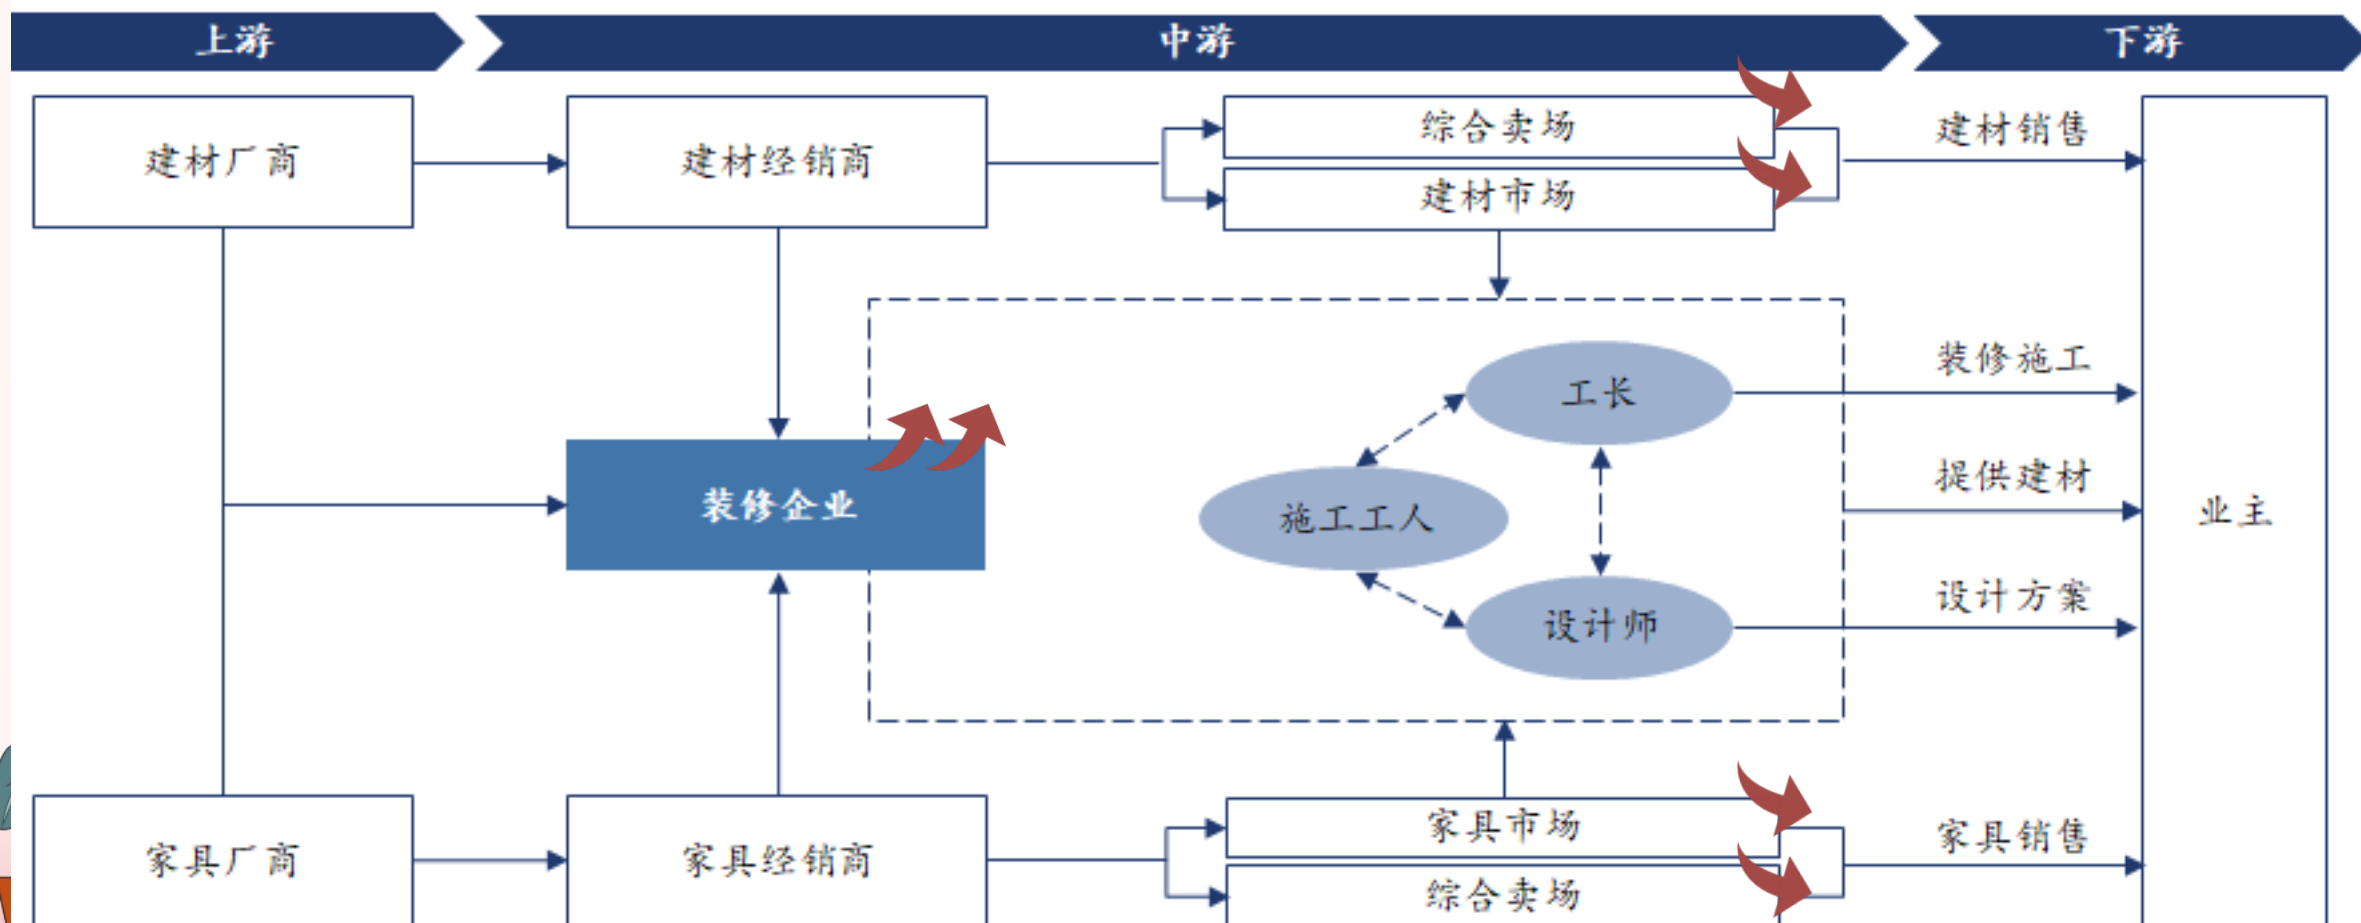 上游
中游
下游
建材厂商
建材经销商
综合卖场
建材市场
建材销售
装修企业
工长
施工工人
设计师
装修施工
提供建材
设计方案
业主
家具厂商
家具经销商
家具市场
综合卖场
家具销售